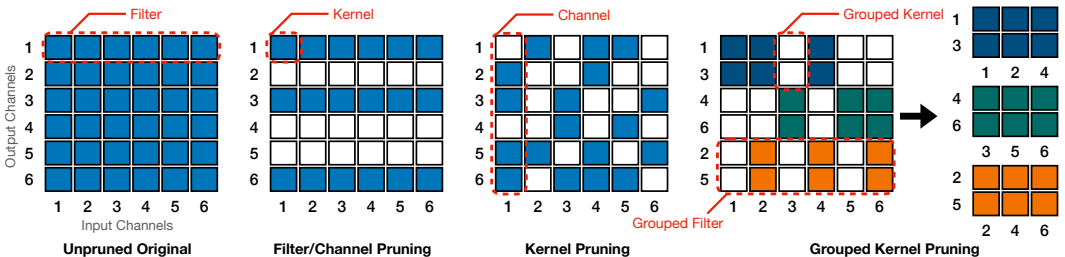 Filter
Kernel
Channel
Grouped Kernel
Output Channels
1
2
3
4
5
6
1 2 3 4 5 6
Input Channels
Unpruned Original
1
2
3
4
5
6
1 2 3 4 5 6
Filter/Channel Pruning
1
2
3
4
5
6
1 2 3 4 5 6
Kernel Pruning
1
3
4
6
2
5
1 2 3 4 5 6
Grouped Filter
Grouped Kernel Pruning
1
3
1 2 4
4
6
3 5 6
2
5
2 4 6